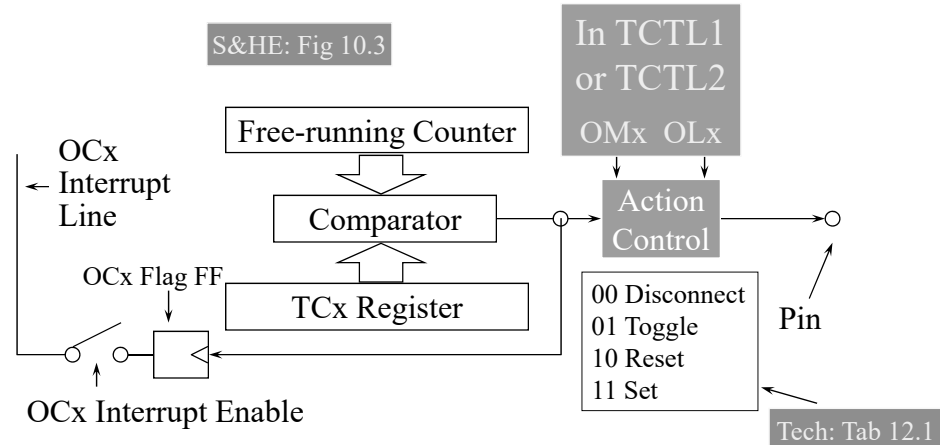 S&HE: Fig 10.3
In TCTL1
or TCTL2
OMx OLx
Free-running Counter
OCx
Interrupt
Line
Comparator
Action
Control
OCx Flag FF
TCx Register
00 Disconnect
01 Toggle
10 Reset
11 Set
Pin
OCx Interrupt Enable
Tech: Tab 12.1